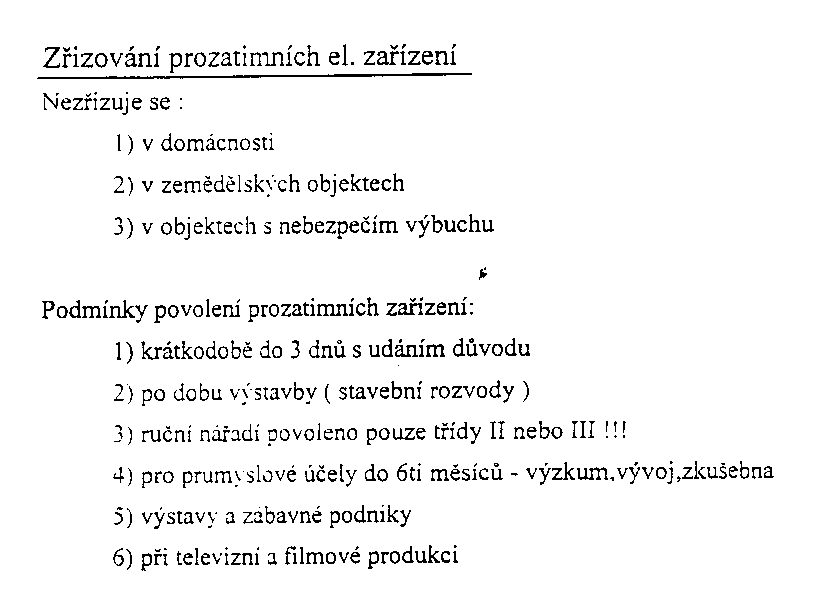 Zřizování prozatimních el. zařízení
Nezřizuje se :
1) v domácnosti
2) v zemědělských objektech
3) v objektech s nebezpečím výbuchu
Podmínky povolení prozatimních zařízení:
1) krátkodobě do 3 dnů s udáním důvodu
2) po dobu výstavby ( stavební rozvody )
3) ruční nářadí povoleno pouze třídy II nebo III !!!
4) pro prumyslové účely do 6ti měsíců - výzkum,vývoj,zkušebna
5) výstavy a zábavné podniky
6) při televizní a filmové produkci